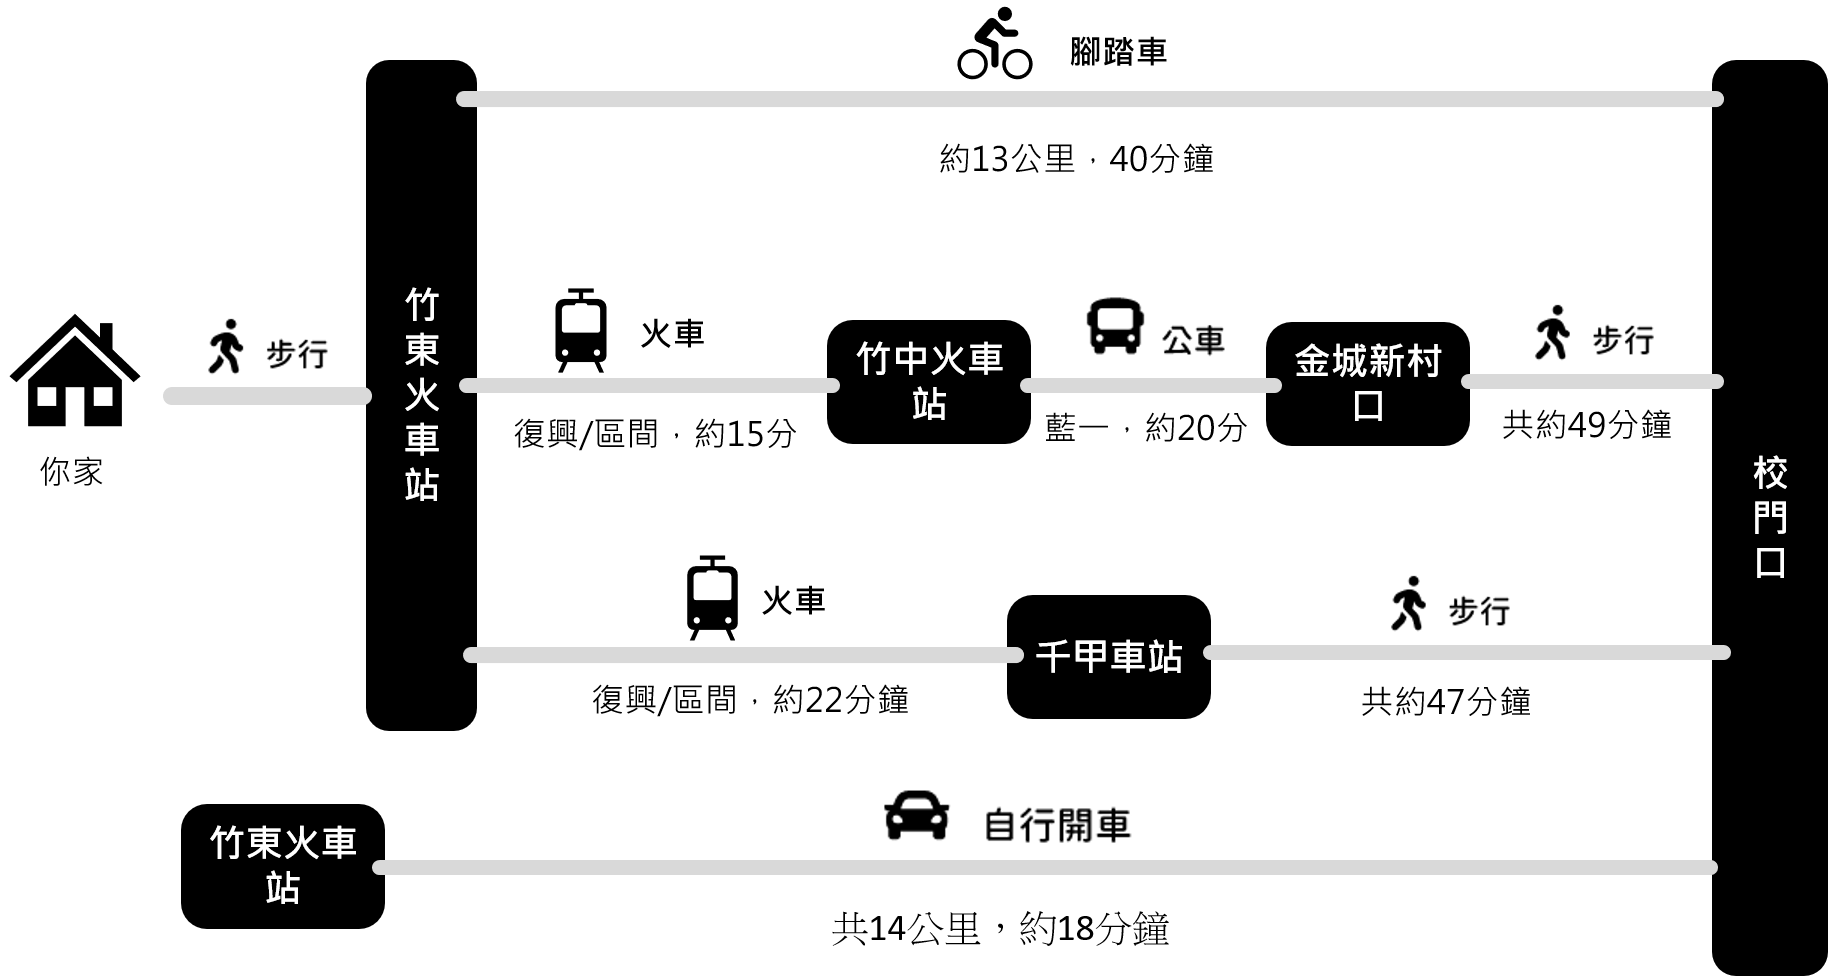 腳踏車
約13公里，40分鐘
你家
步行
竹東火車站
火車
復興/區間，約15分
竹中火車
站
公車
藍一，約20分
金城新村
口
步行
共約49分鐘
校門口
火車
復興/區間，約22分鐘
千甲車站
步行
共約47分鐘
竹東火車
站
自行開車
共14公里，約18分鐘